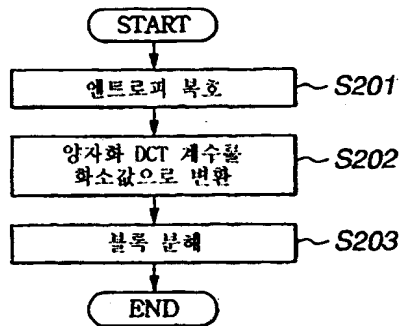 START
엔트로피 복호
S201
양자화 DCT 계수를
화소값으로 변환
S202
블록 분해
S203
END